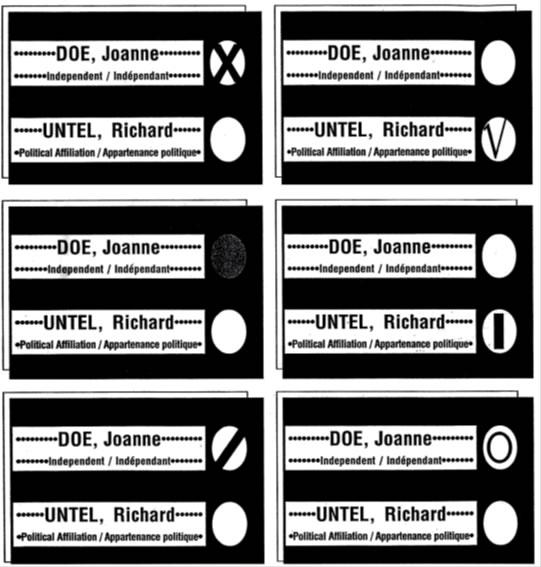 DOE, Joanne
Independent / Indépendant
UNTEL, Richard
•Political Affiliation / Appartenance politique•
DOE, Joanne
Independent / Indépendant
UNTEL, Richard
•Political Affiliation / Appartenance politique•
DOE, Joanne
Independent / Indépendant
UNTEL, Richard
•Political Affiliation / Appartenance politique•
DOE, Joanne
Independent / Indépendant
UNTEL, Richard
•Political Affiliation / Appartenance politique•
DOE, Joanne
Independent / Indépendant
UNTEL, Richard
•Political Affiliation / Appartenance politique•
DOE, Joanne
Independent / Indépendant
UNTEL, Richard
•Political Affiliation / Appartenance politique•